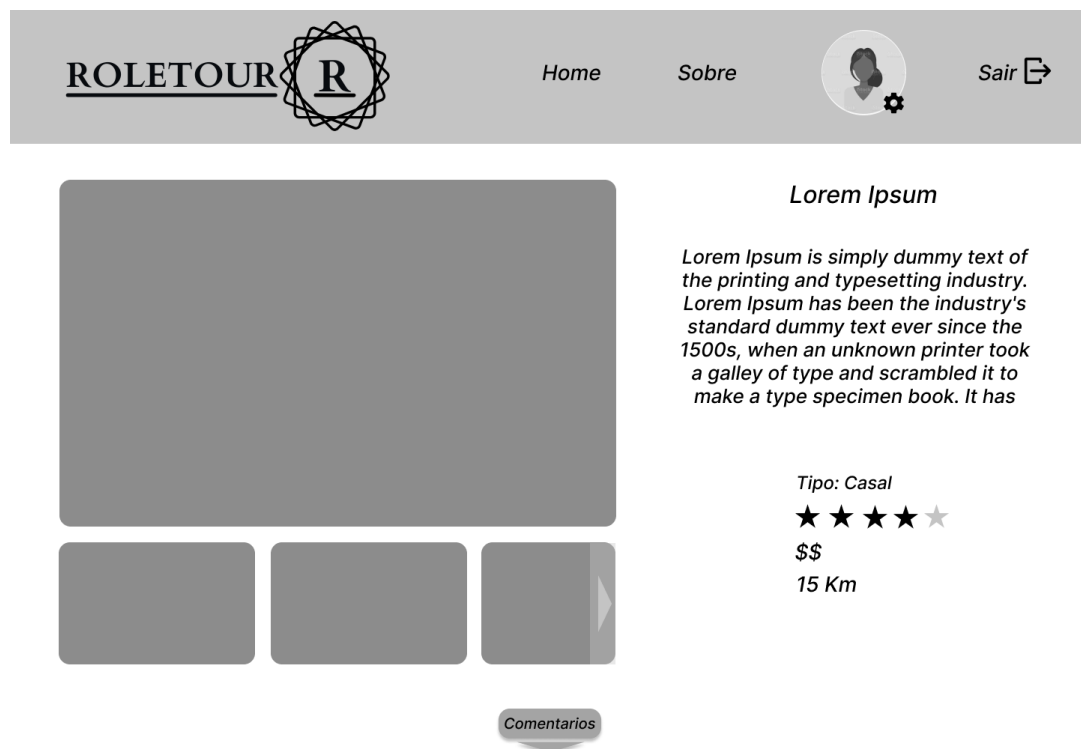 ROLETOUR
R
Home
Sobre
Sair
Lorem Ipsum
Lorem Ipsum is simply dummy text of
the printing and typesetting industry.
Lorem Ipsum has been the industry's
standard dummy text ever since the
1500s, when an unknown printer took
a galley of type and scrambled it to
make a type specimen book. It has
Tipo: Casal
$$
15 Km
Comentarios